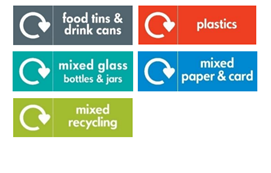 food tins &
drink cans
plastics
mixed glass
bottles & jars
mixed
paper & card
mixed
recycling